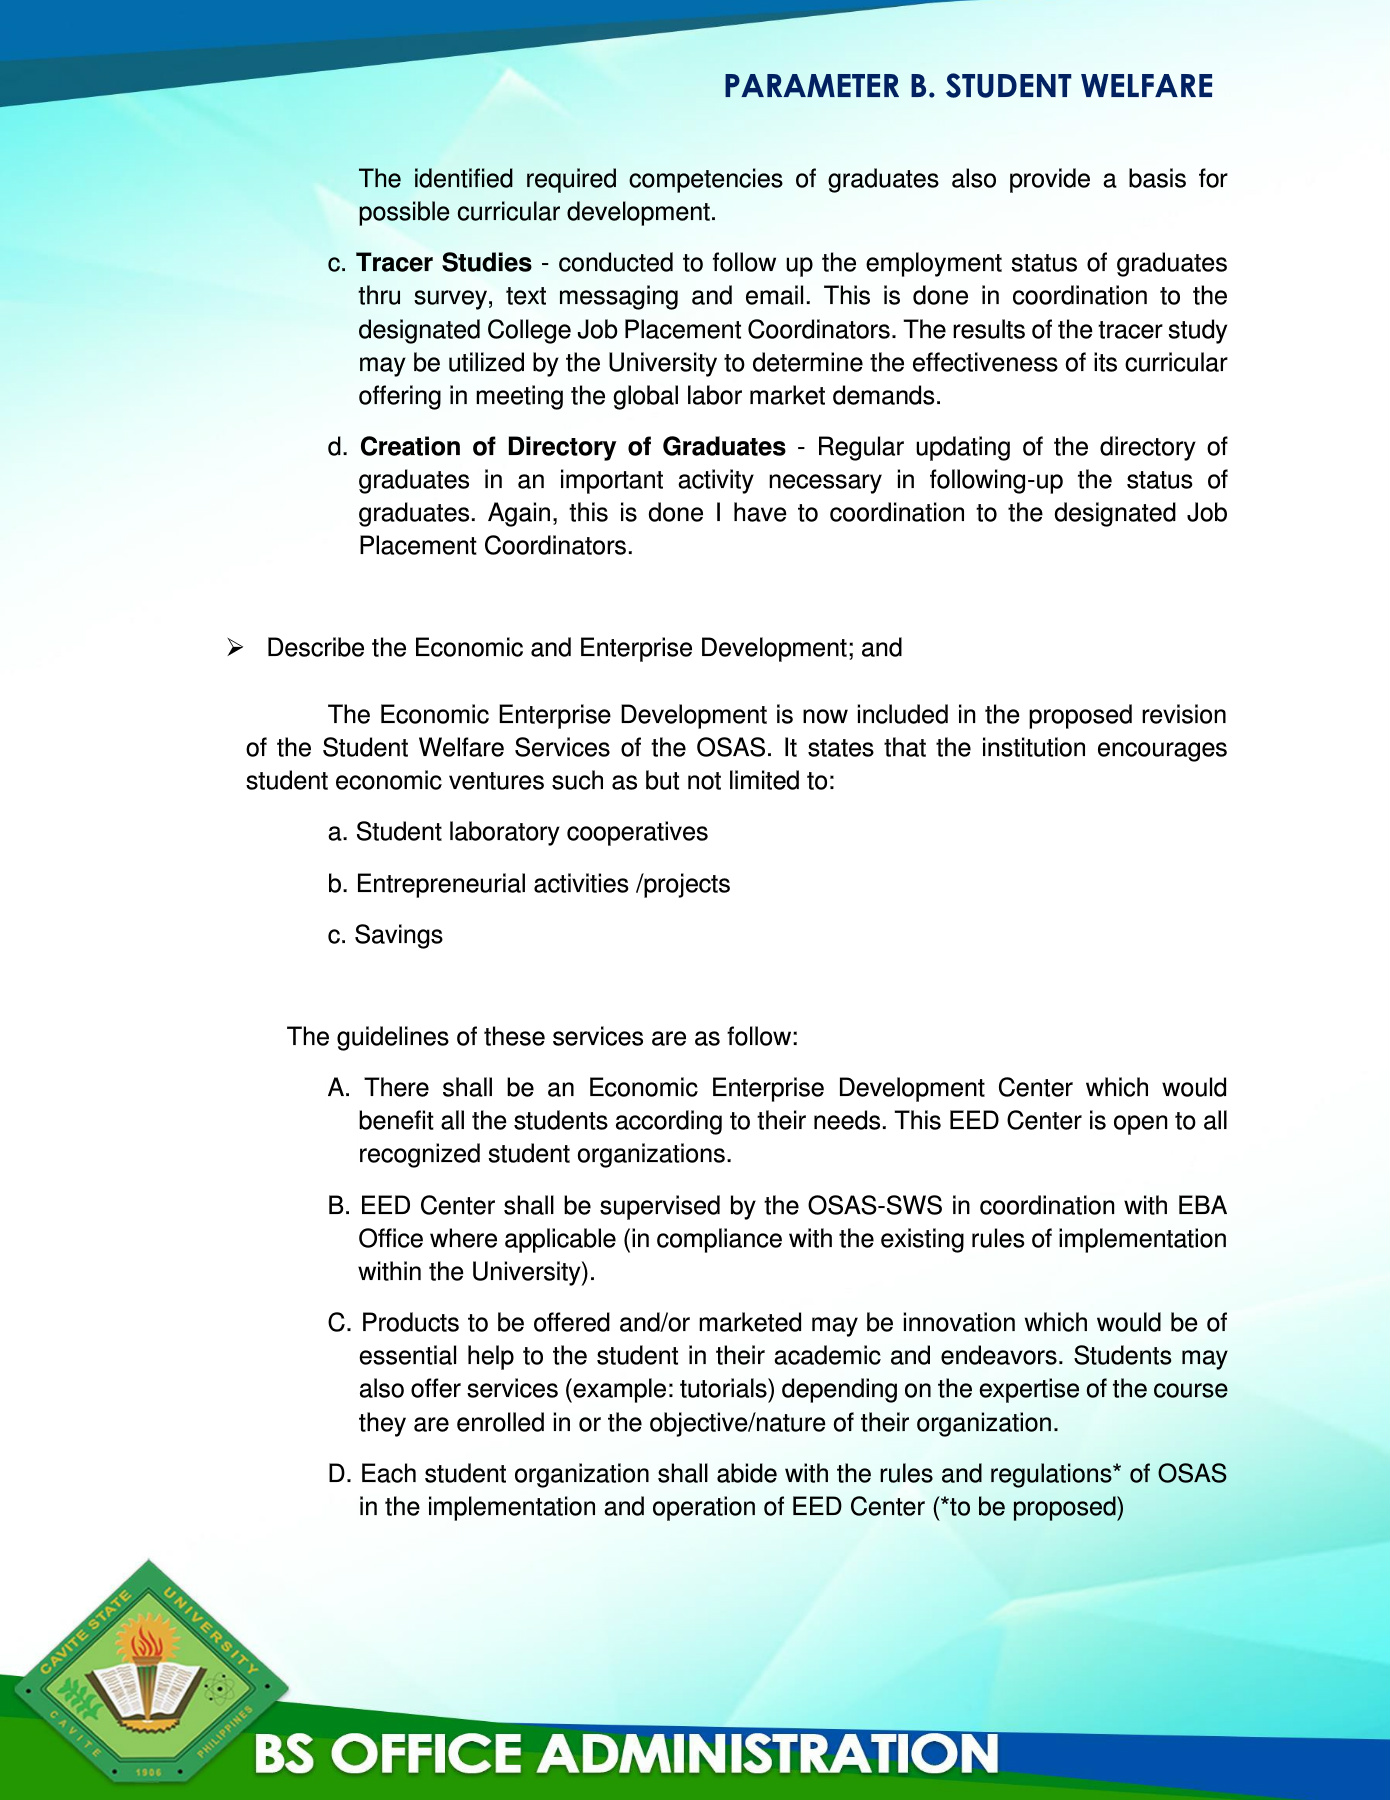 PARAMETER B. STUDENT WELFARE
The identified required competencies of graduates also provide a basis for
possible curricular development.
c. Tracer Studies - conducted to follow up the employment status of graduates
thru survey, text messaging and email. This is done in coordination to the
designated College Job Placement Coordinators. The results of the tracer study
may be utilized by the University to determine the effectiveness of its curricular
offering in meeting the global labor market demands.
d. Creation of Directory of Graduates - Regular updating of the directory of
graduates in an important activity necessary in following-up the status of
graduates. Again, this is done I have to coordination to the designated Job
Placement Coordinators.
➢ Describe the Economic and Enterprise Development; and
The Economic Enterprise Development is now included in the proposed revision
of the Student Welfare Services of the OSAS. It states that the institution encourages
student economic ventures such as but not limited to:
a. Student laboratory cooperatives
b. Entrepreneurial activities /projects
c. Savings
The guidelines of these services are as follow:
A. There shall be an Economic Enterprise Development Center which would
benefit all the students according to their needs. This EED Center is open to all
recognized student organizations.
B. EED Center shall be supervised by the OSAS-SWS in coordination with EBA
Office where applicable (in compliance with the existing rules of implementation
within the University).
C. Products to be offered and/or marketed may be innovation which would be of
essential help to the student in their academic and endeavors. Students may
also offer services (example: tutorials) depending on the expertise of the course
they are enrolled in or the objective/nature of their organization.
D. Each student organization shall abide with the rules and regulations* of OSAS
in the implementation and operation of EED Center (*to be proposed)
CAVITE STATE UNIVERSITY
CAVITE 1906 PHILIPPINES
BS OFFICE ADMINISTRATION